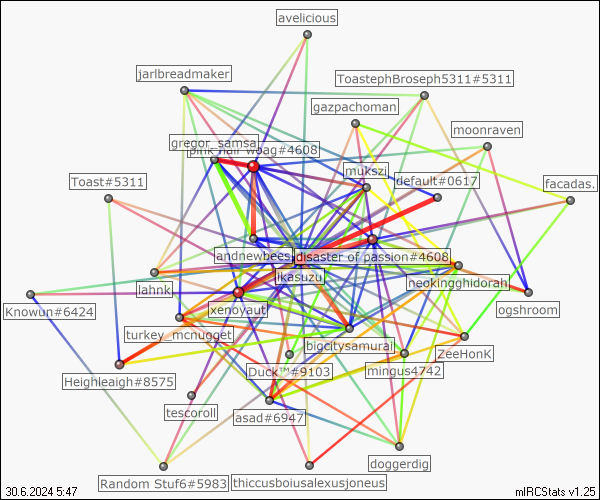 avelicious
jarlbreadmaker
ToastephBroseph5311#5311
gazpachoman
moonraven
gregor_samsa
pink hair woag#4608
mukszi
Toast#5311
default#0617
facadas.
andnewbees
disaster of passion#4608
ikasuzu
lahnk
neokingghidorah
Knowun#6424
xenoyaut
ogshroom
turkey_mcnugget
bigcitysamurai
ZeeHonK
Duck™#9103
mingus4742
Heighleaigh#8575
tescoroll
asad#6947
doggerdig
Random Stuf6#5983
thiccusboiusalexusjoneus
30.6.2024 5:47
mIRCStats v1.25